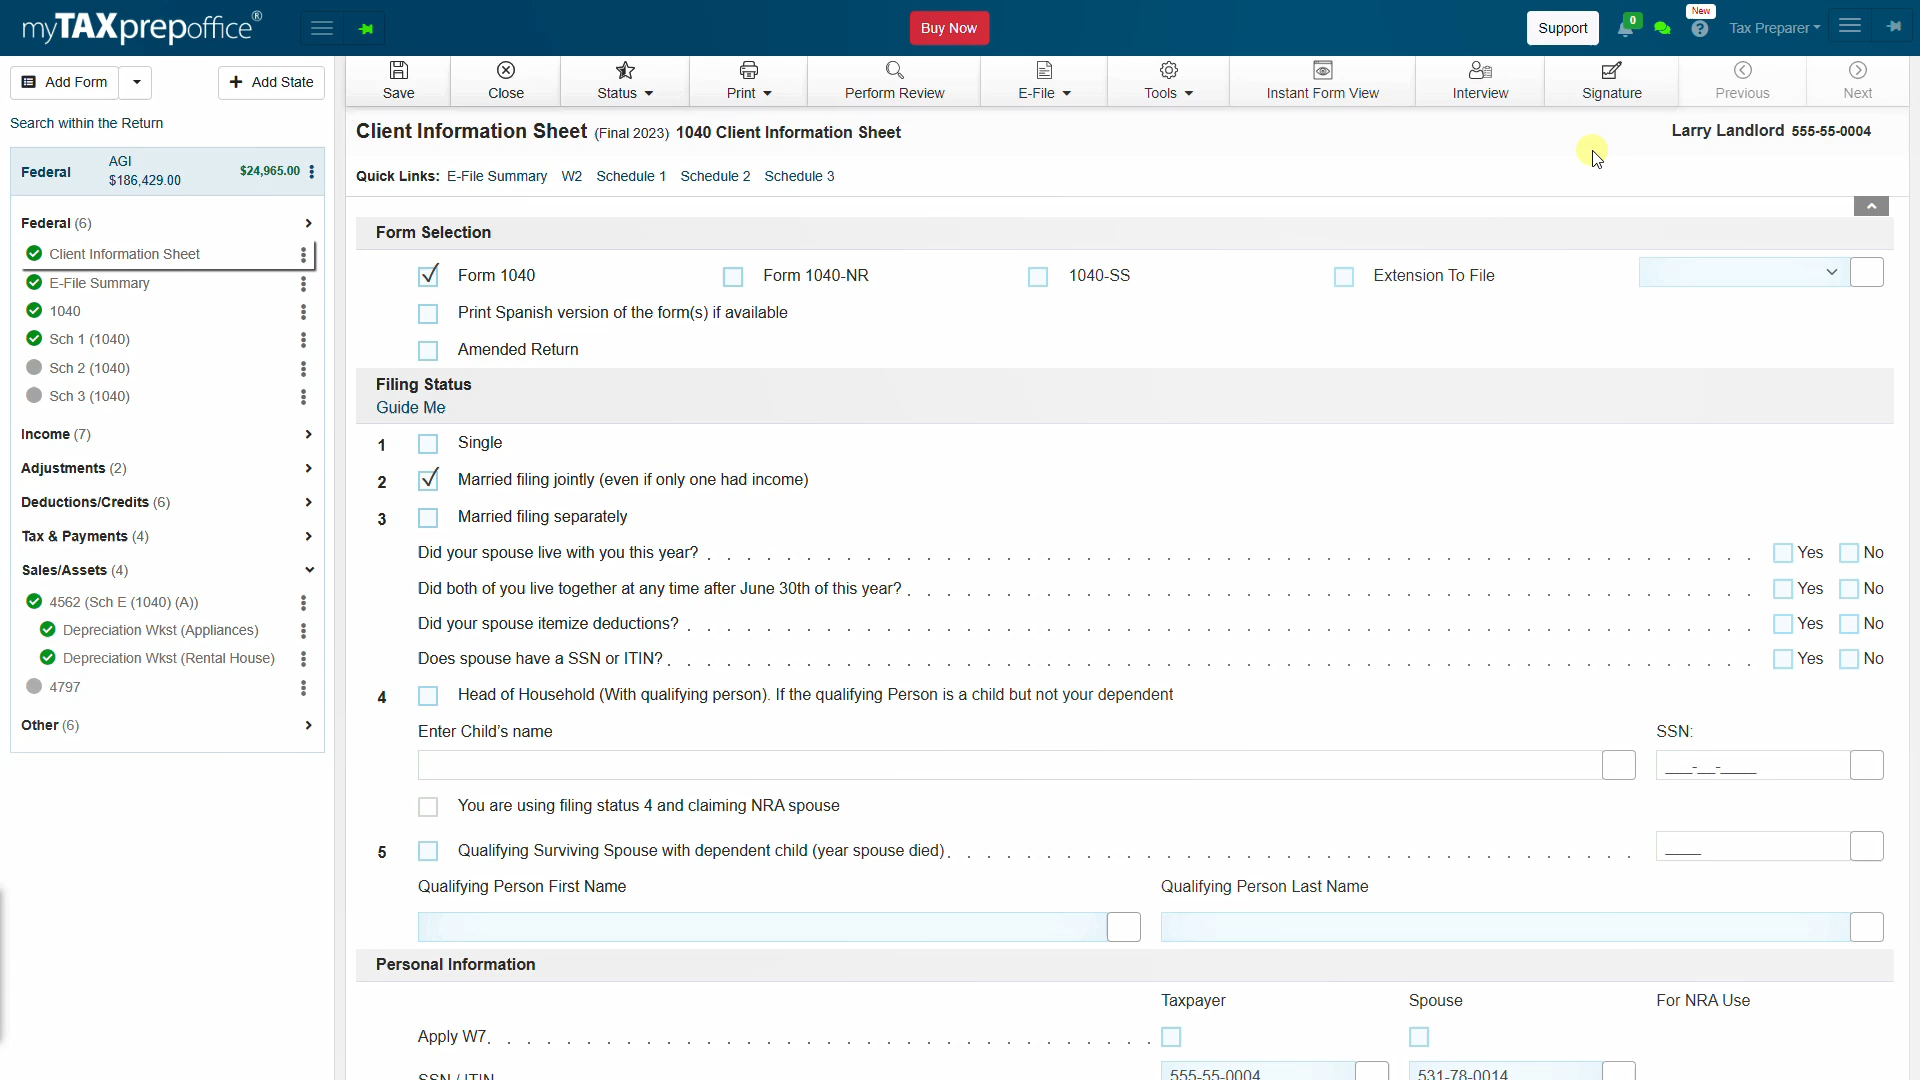 myTAXprepoffice®
Buy Now
Support
0
New
Tax Preparer
Add Form
Add State
Save
Close
Status
Print
Perform Review
E-File
Tools
Instant Form View
Interview
Signature
Previous
Next
Search within the Return
Federal
AGI
$186,429.00
$24,965.00
Federal (6)
Client Information Sheet
E-File Summary
1040
Sch 1 (1040)
Sch 2 (1040)
Sch 3 (1040)
Income (7)
Adjustments (2)
Deductions/Credits (6)
Tax & Payments (4)
Sales/Assets (4)
4562 (Sch E (1040) (A))
Depreciation Wkst (Appliances)
Depreciation Wkst (Rental House)
4797
Other (6)
Client Information Sheet (Final 2023) 1040 Client Information Sheet
Larry Landlord 555-55-0004
Quick Links: E-File Summary W2 Schedule 1 Schedule 2 Schedule 3
Form Selection
Form 1040
Form 1040-NR
1040-SS
Extension To File
Print Spanish version of the form(s) if available
Amended Return
Filing Status
Guide Me
1 Single
2 Married filing jointly (even if only one had income)
3 Married filing separately
Did your spouse live with you this year? Yes No
Did both of you live together at any time after June 30th of this year? Yes No
Did your spouse itemize deductions? Yes No
Does spouse have a SSN or ITIN? Yes No
4 Head of Household (With qualifying person). If the qualifying Person is a child but not your dependent
Enter Child's name
SSN:
___-__-____
You are using filing status 4 and claiming NRA spouse
5 Qualifying Surviving Spouse with dependent child (year spouse died).
____
Qualifying Person First Name
Qualifying Person Last Name
Personal Information
Taxpayer
Spouse
For NRA Use
Apply W7
SSN / ITIN
555-55-0004
531-78-0014